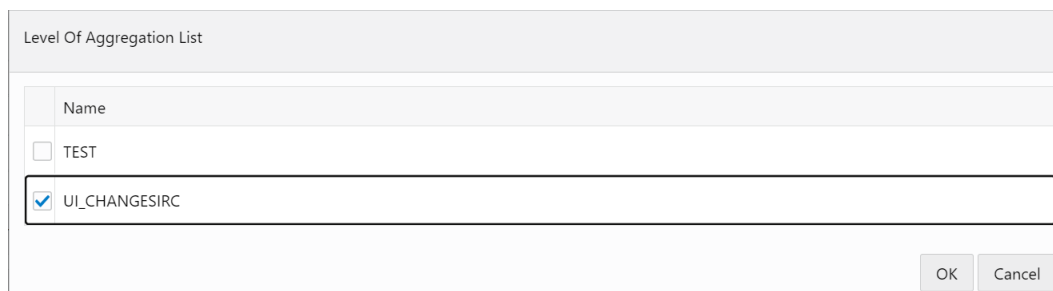 Level Of Aggregation List
Name
TEST
UI_CHANGESIRC
OK Cancel